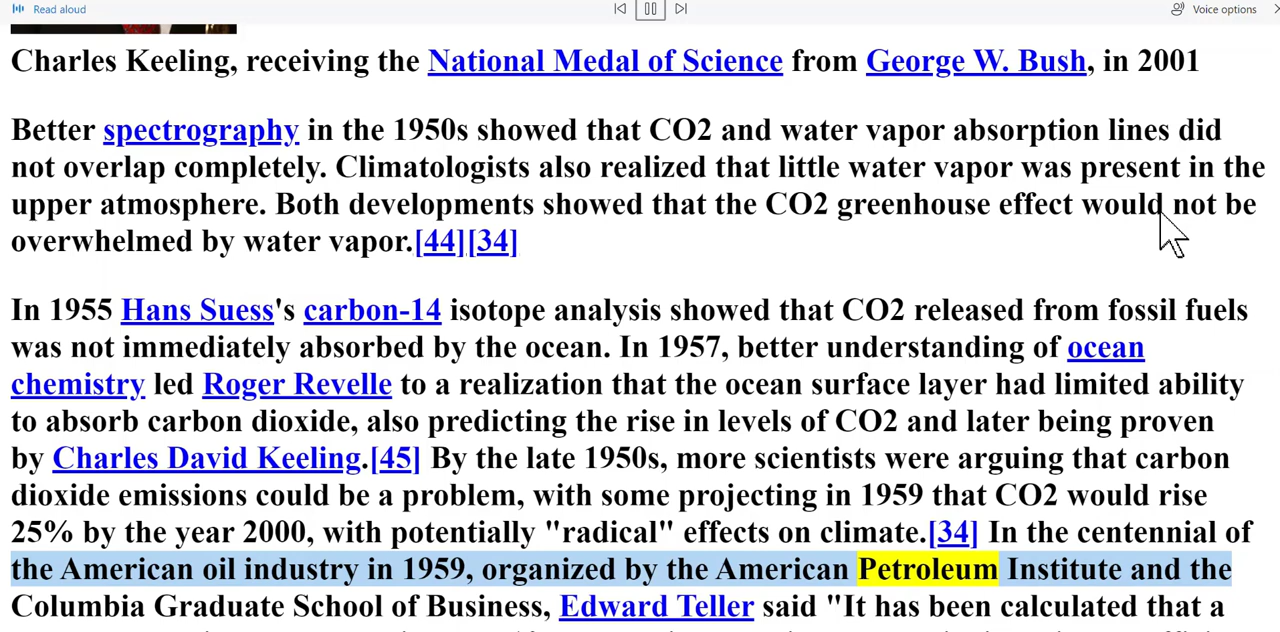 Read aloud
Voice options
Charles Keeling, receiving the National Medal of Science from George W. Bush, in 2001
Better spectrography in the 1950s showed that CO2 and water vapor absorption lines did
not overlap completely. Climatologists also realized that little water vapor was present in the
upper atmosphere. Both developments showed that the CO2 greenhouse effect would not be
overwhelmed by water vapor.[44][34]
In 1955 Hans Suess's carbon-14 isotope analysis showed that CO2 released from fossil fuels
was not immediately absorbed by the ocean. In 1957, better understanding of ocean
chemistry led Roger Revelle to a realization that the ocean surface layer had limited ability
to absorb carbon dioxide, also predicting the rise in levels of CO2 and later being proven
by Charles David Keeling.[45] By the late 1950s, more scientists were arguing that carbon
dioxide emissions could be a problem, with some projecting in 1959 that CO2 would rise
25% by the year 2000, with potentially "radical" effects on climate.[34] In the centennial of
the American oil industry in 1959, organized by the American Petroleum Institute and the
Columbia Graduate School of Business, Edward Teller said "It has been calculated that a